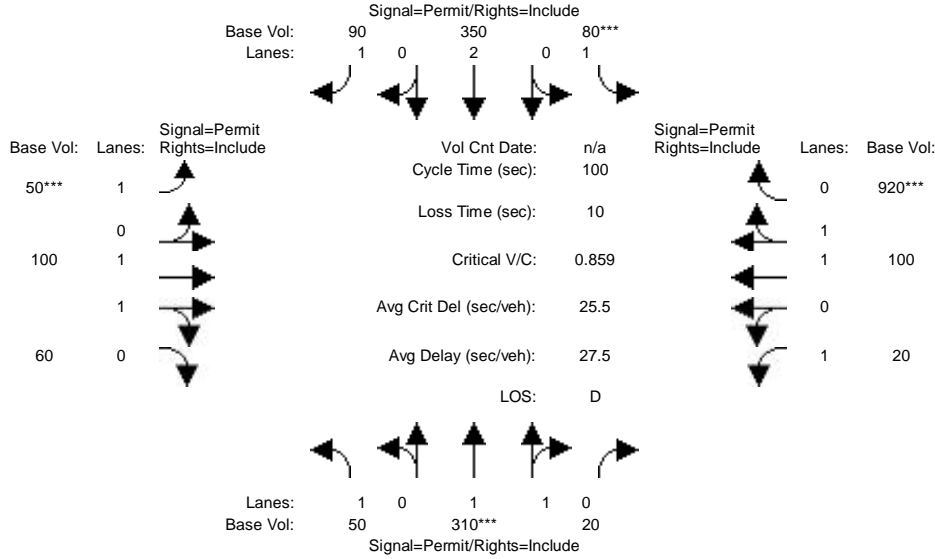 Signal=Permit/Rights=Include
Base Vol: 90 350 80***
Lanes: 1 0 2 0 1
Signal=Permit
Rights=Include
Signal=Permit
Rights=Include
Base Vol: Lanes: Vol Cnt Date: n/a Lanes: Base Vol:
Cycle Time (sec): 100
50*** 1 0 920***
Loss Time (sec): 10
0 1
100 1 Critical V/C: 0.859 1 100
1 Avg Crit Del (sec/veh): 25.5 0
60 0 Avg Delay (sec/veh): 27.5 1 20
LOS: D
Lanes: 1 0 1 1 0
Base Vol: 50 310*** 20
Signal=Permit/Rights=Include